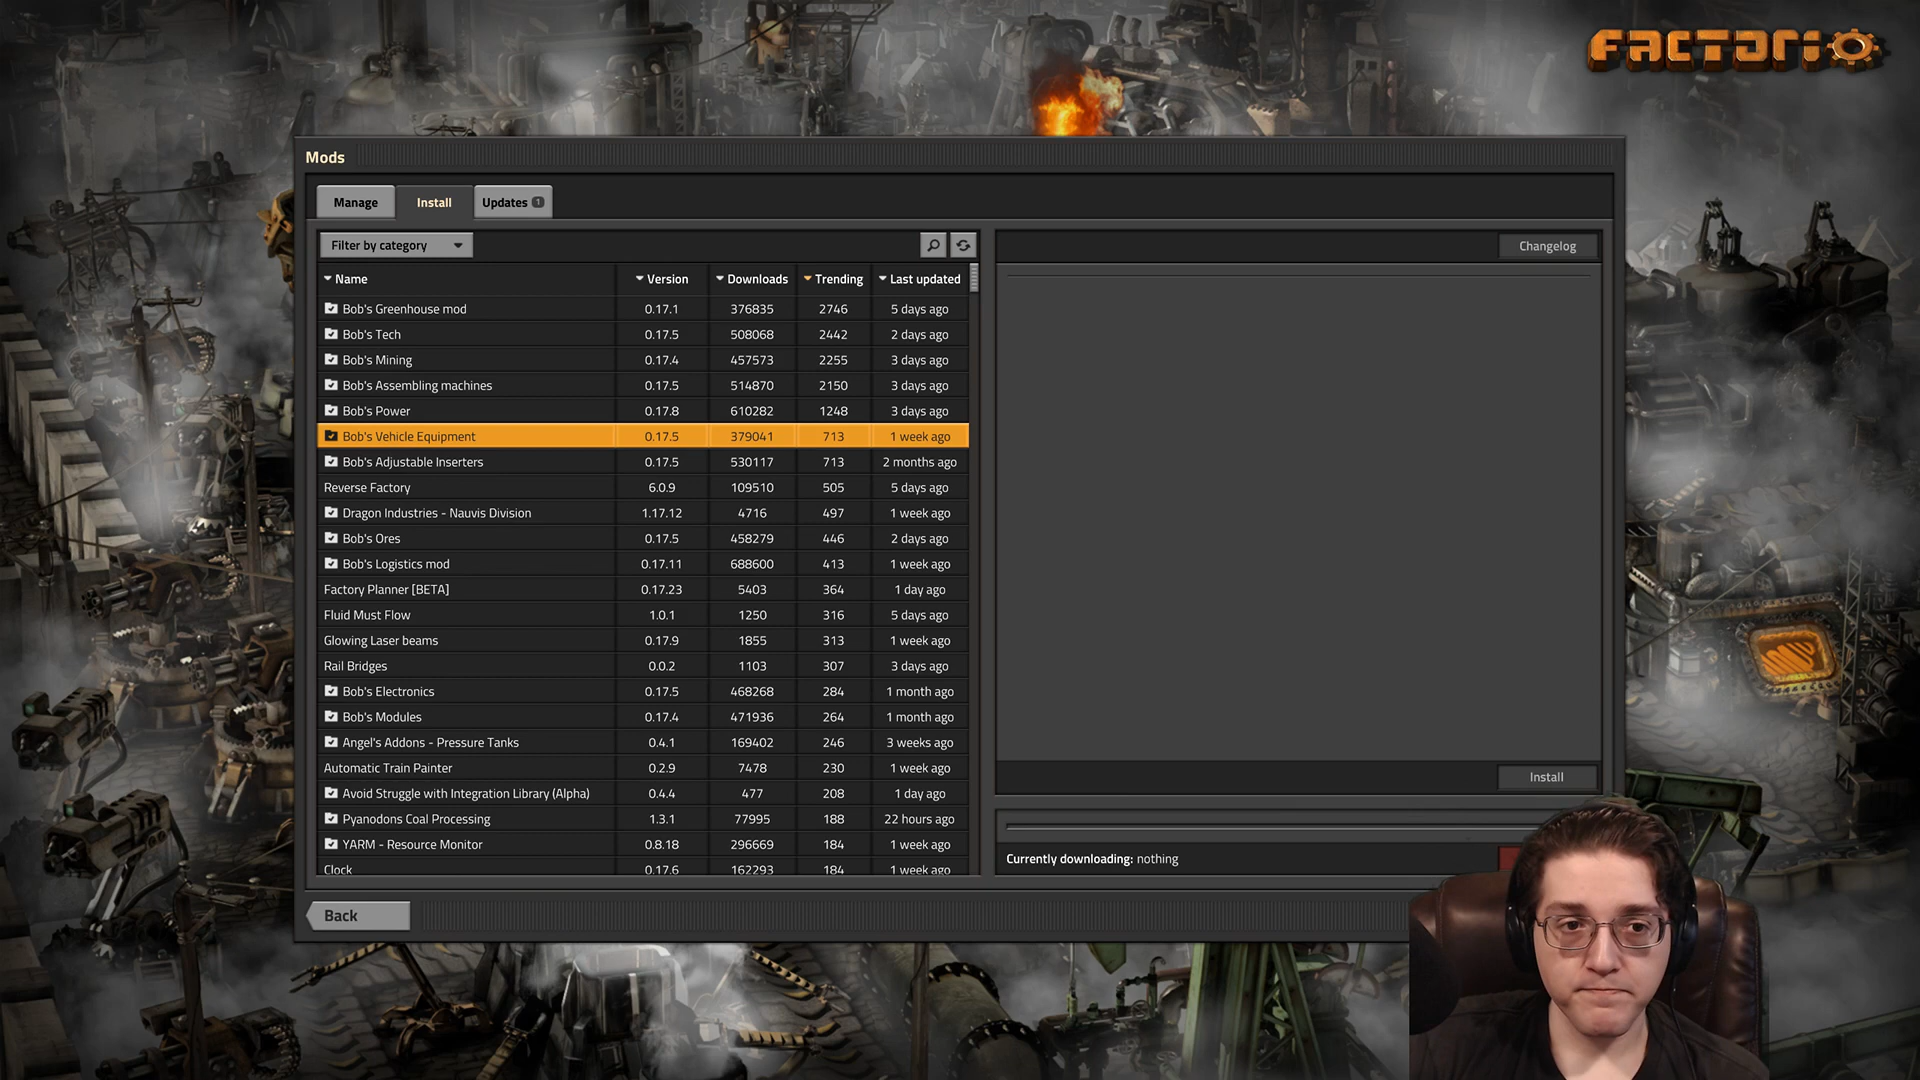 FACTORIO
Mods
Manage Install Updates 1
Filter by category Changelog
Name Version Downloads Trending Last updated
Bob's Greenhouse mod 0.17.1 376835 2746 5 days ago
Bob's Tech 0.17.5 508068 2442 2 days ago
Bob's Mining 0.17.4 457573 2255 3 days ago
Bob's Assembling machines 0.17.5 514870 2150 3 days ago
Bob's Power 0.17.8 610282 1248 3 days ago
Bob's Vehicle Equipment 0.17.5 379041 713 1 week ago
Bob's Adjustable Inserters 0.17.5 530117 713 2 months ago
Reverse Factory 6.0.9 109510 505 5 days ago
Dragon Industries - Nauvis Division 1.17.12 4716 497 1 week ago
Bob's Ores 0.17.5 458279 446 2 days ago
Bob's Logistics mod 0.17.11 688600 413 1 week ago
Factory Planner [BETA] 0.17.23 5403 364 1 day ago
Fluid Must Flow 1.0.1 1250 316 5 days ago
Glowing Laser beams 0.17.9 1855 313 1 week ago
Rail Bridges 0.0.2 1103 307 3 days ago
Bob's Electronics 0.17.5 468268 284 1 month ago
Bob's Modules 0.17.4 471936 264 1 month ago
Angel's Addons - Pressure Tanks 0.4.1 169402 246 3 weeks ago
Automatic Train Painter 0.2.9 7478 230 1 week ago
Avoid Struggle with Integration Library (Alpha) 0.4.4 477 208 1 day ago
Pyanodons Coal Processing 1.3.1 77995 188 22 hours ago
YARM - Resource Monitor 0.8.18 296669 184 1 week ago
Clock 0.17.6 162293 184 1 week ago
Install
Currently downloading: nothing
Back